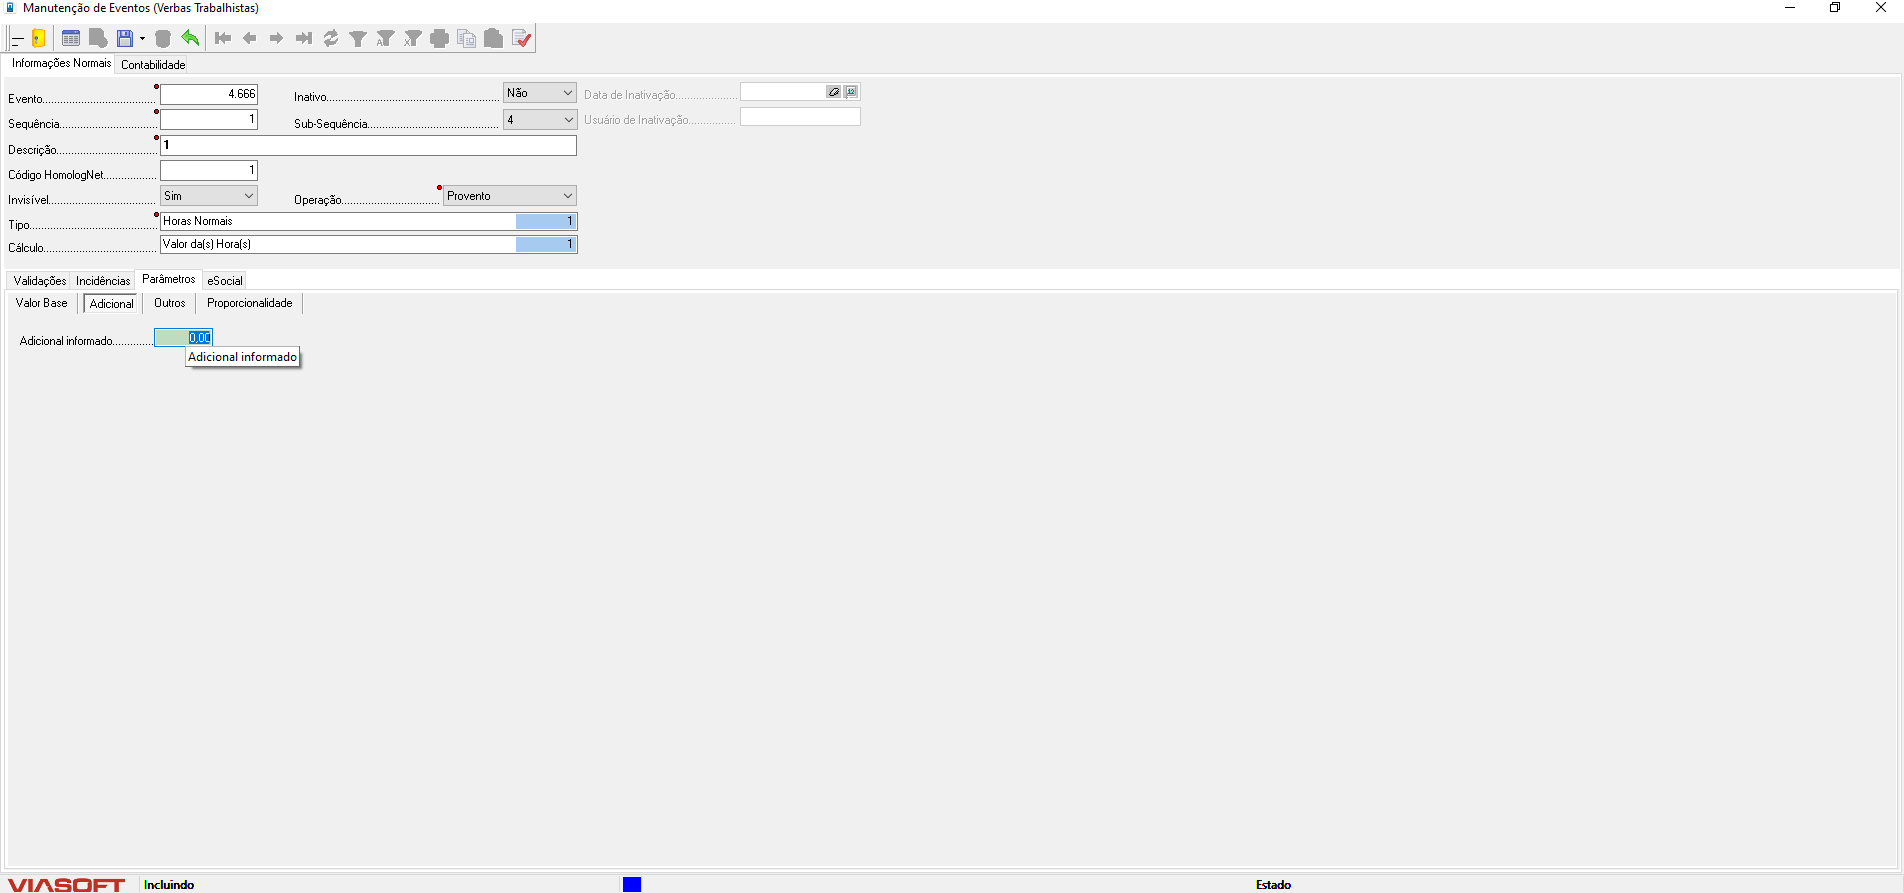 Manutenção de Eventos (Verbas Trabalhistas)
Informações Normais Contabilidade
Evento 4.666 Inativo Não Data de Inativação
Sequência 1 Sub-Sequência 4 Usuário de Inativação
Descrição 1
Código HomologNet 1
Invisível Sim Operação Provento
Tipo Horas Normais 1
Cálculo Valor da(s) Hora(s) 1
Validações Incidências Parâmetros eSocial
Valor Base Adicional Outros Proporcionalidade
Adicional informado 0,00
Adicional informado
VIASOFT Incluindo Estado